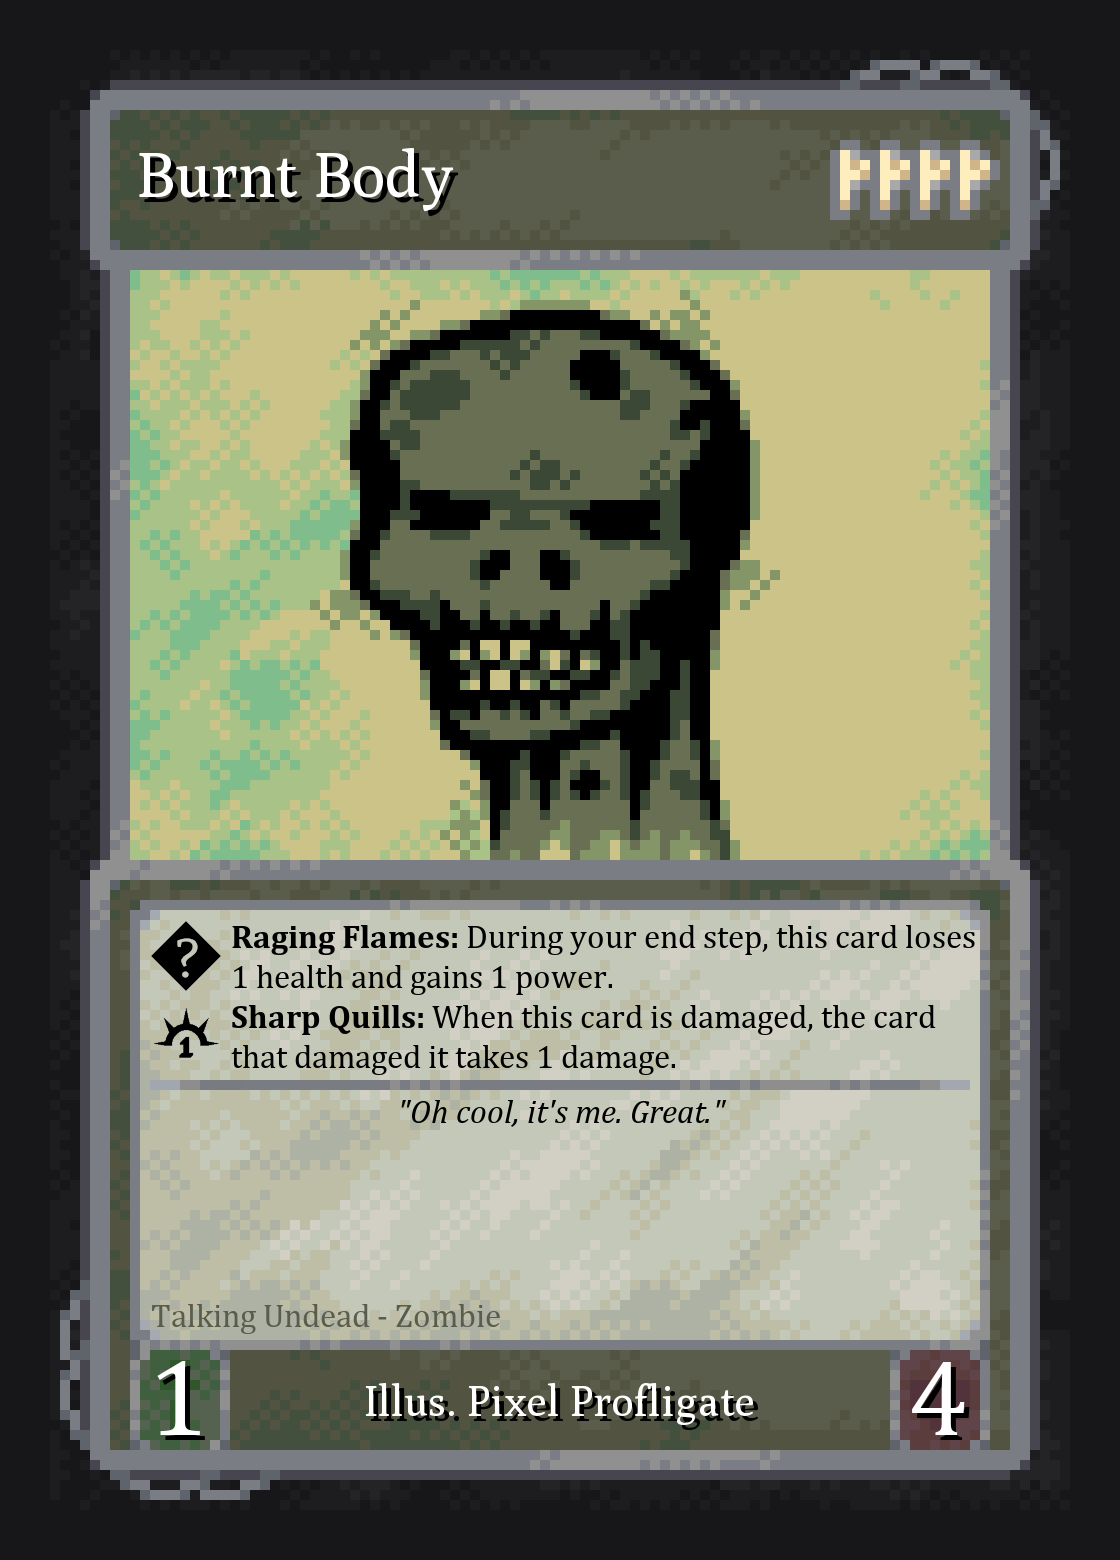 Burnt Body
Raging Flames: During your end step, this card loses
1 health and gains 1 power.
Sharp Quills: When this card is damaged, the card
that damaged it takes 1 damage.
"Oh cool, it's me. Great."
Talking Undead - Zombie
1 Illus. Pixel Profligate 4